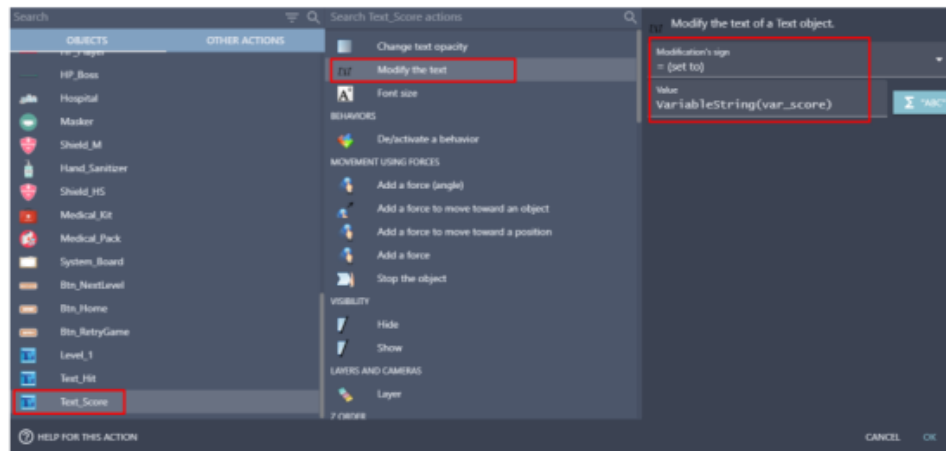 Search
OBJECTS
OTHER ACTIONS
HP_Player
HP_Boss
Hospital
Masker
Shield_M
Hand_Sanitizer
Shield_HS
Medical_Kit
Medical_Pack
System_Board
Btn_NextLevel
Btn_Home
Btn_RetryGame
Level_1
Text_Hit
Text_Score
Search Text_Score actions
Change text opacity
Modify the text
Font size
BEHAVIORS
De/activate a behavior
MOVEMENT USING FORCES
Add a force (angle)
Add a force to move toward an object
Add a force to move toward a position
Add a force
Stop the object
VISIBILITY
Hide
Show
LAYERS AND CAMERAS
Layer
Z ORDER
Modify the text of a Text object.
Modification's sign
= (set to)
Value
VariableString(var_score)
Σ "ABC"
HELP FOR THIS ACTION
CANCEL
OK